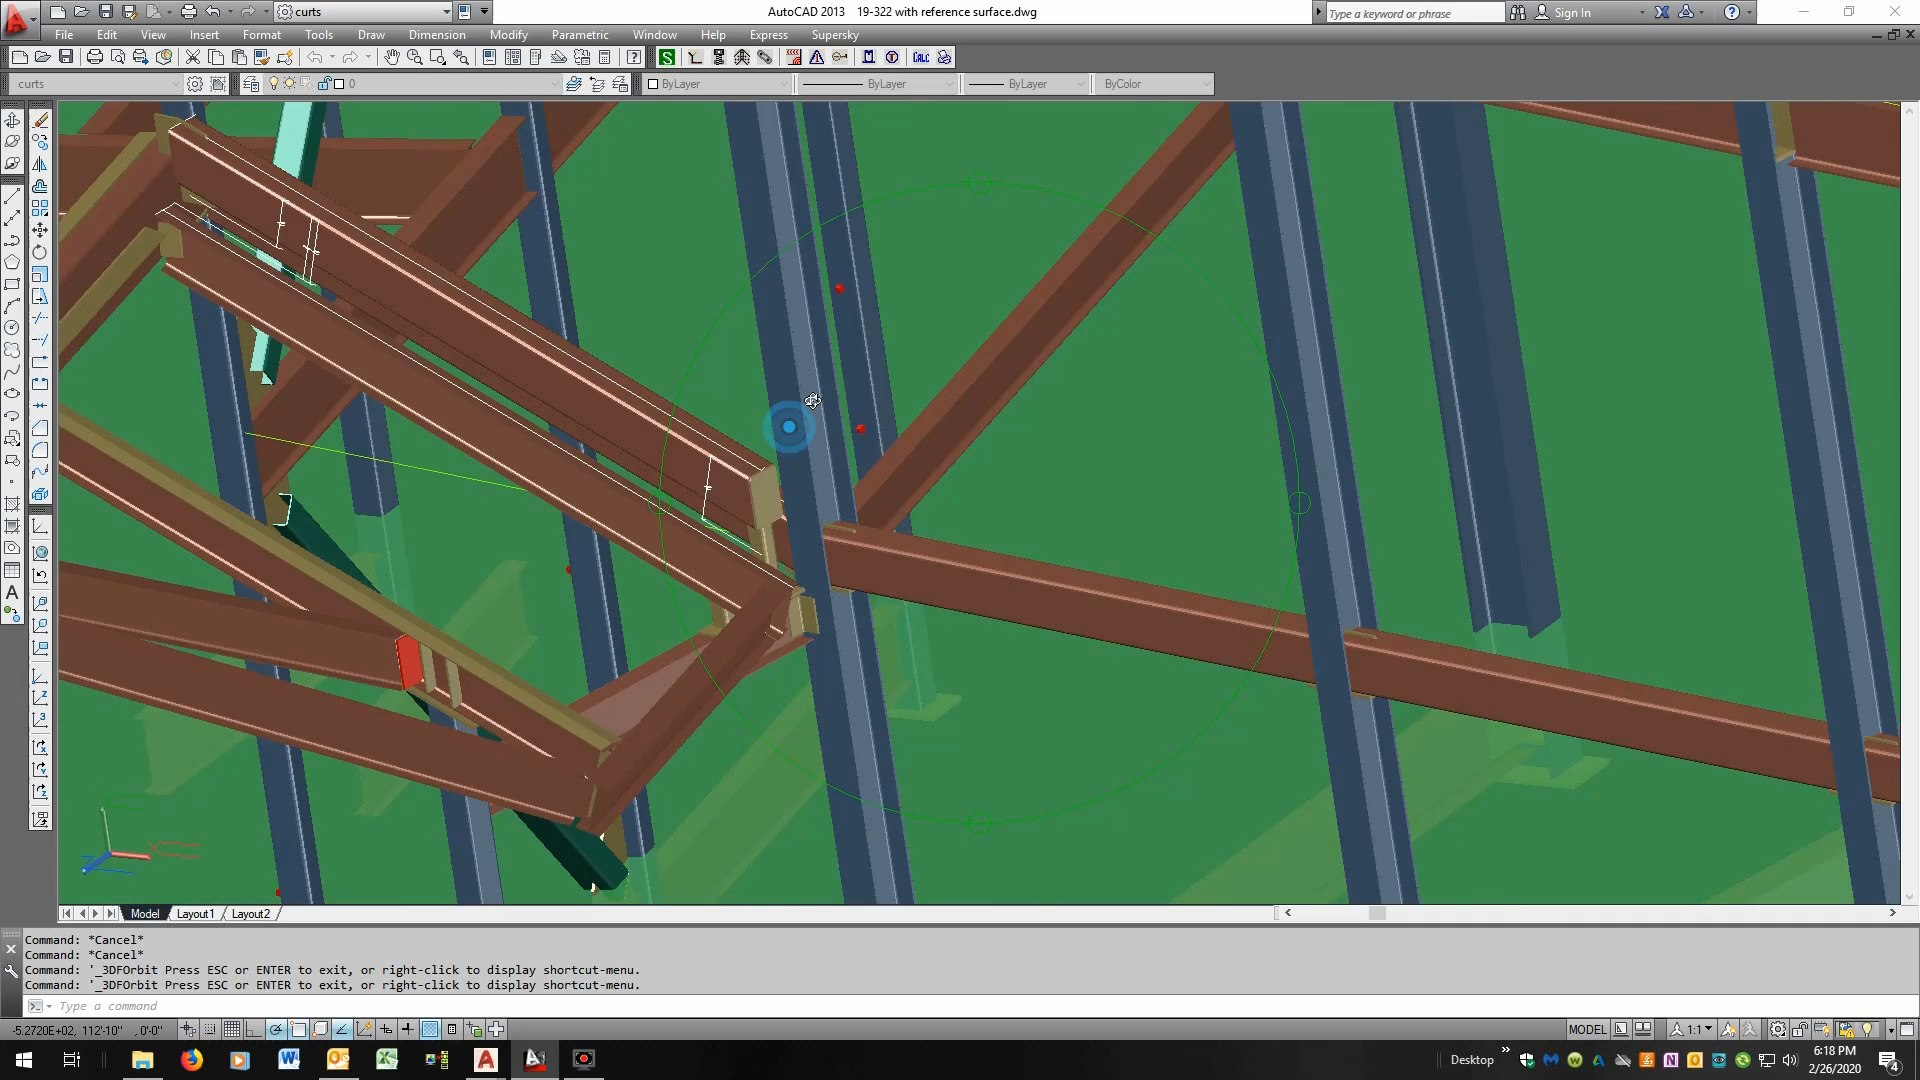 curts
AutoCAD 2013 19-322 with reference surface.dwg
Type a keyword or phrase
Sign In
File Edit View Insert Format Tools Draw Dimension Modify Parametric Window Help Express Supersky
CALC
curts
0
ByLayer
ByLayer
ByLayer
ByColor
Model Layout1 Layout2
Command: *Cancel*
Command: *Cancel*
Command: '_3DFOrbit Press ESC or ENTER to exit, or right-click to display shortcut-menu.
Command: '_3DFOrbit Press ESC or ENTER to exit, or right-click to display shortcut-menu.
Type a command
-5.2720E+02, 112'-10" , 0'-0"
MODEL
1:1
Desktop
6:18 PM
2/26/2020
4